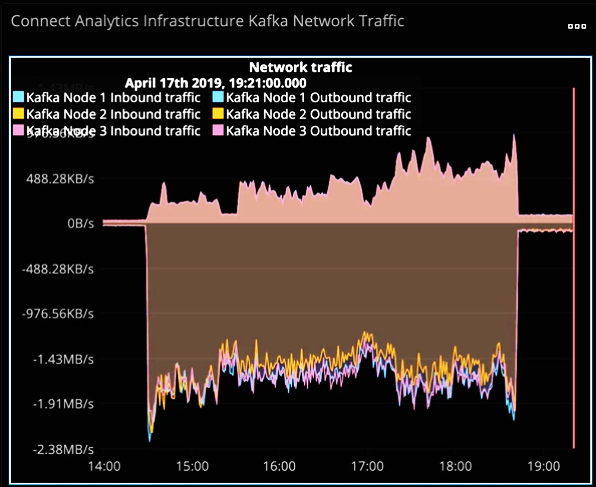 Connect Analytics Infrastructure Kafka Network Traffic
Network traffic
April 17th 2019, 19:21:00.000
Kafka Node 1 Inbound traffic Kafka Node 1 Outbound traffic
Kafka Node 2 Inbound traffic Kafka Node 2 Outbound traffic
Kafka Node 3 Inbound traffic Kafka Node 3 Outbound traffic
488.28KB/s
0B/s
-488.28KB/s
-976.56KB/s
-1.43MB/s
-1.91MB/s
-2.38MB/s
14:00 15:00 16:00 17:00 18:00 19:00